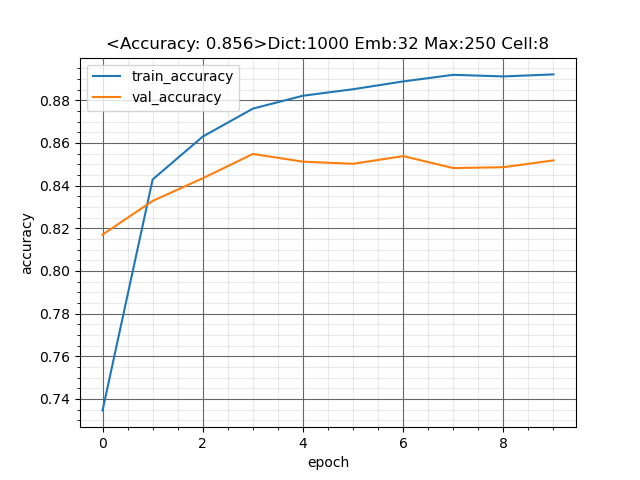 <Accuracy: 0.856>Dict:1000 Emb:32 Max:250 Cell:8
train_accuracy
val_accuracy
0.88
0.86
0.84
0.82
0.80
0.78
0.76
0.74
accuracy
0 2 4 6 8
epoch